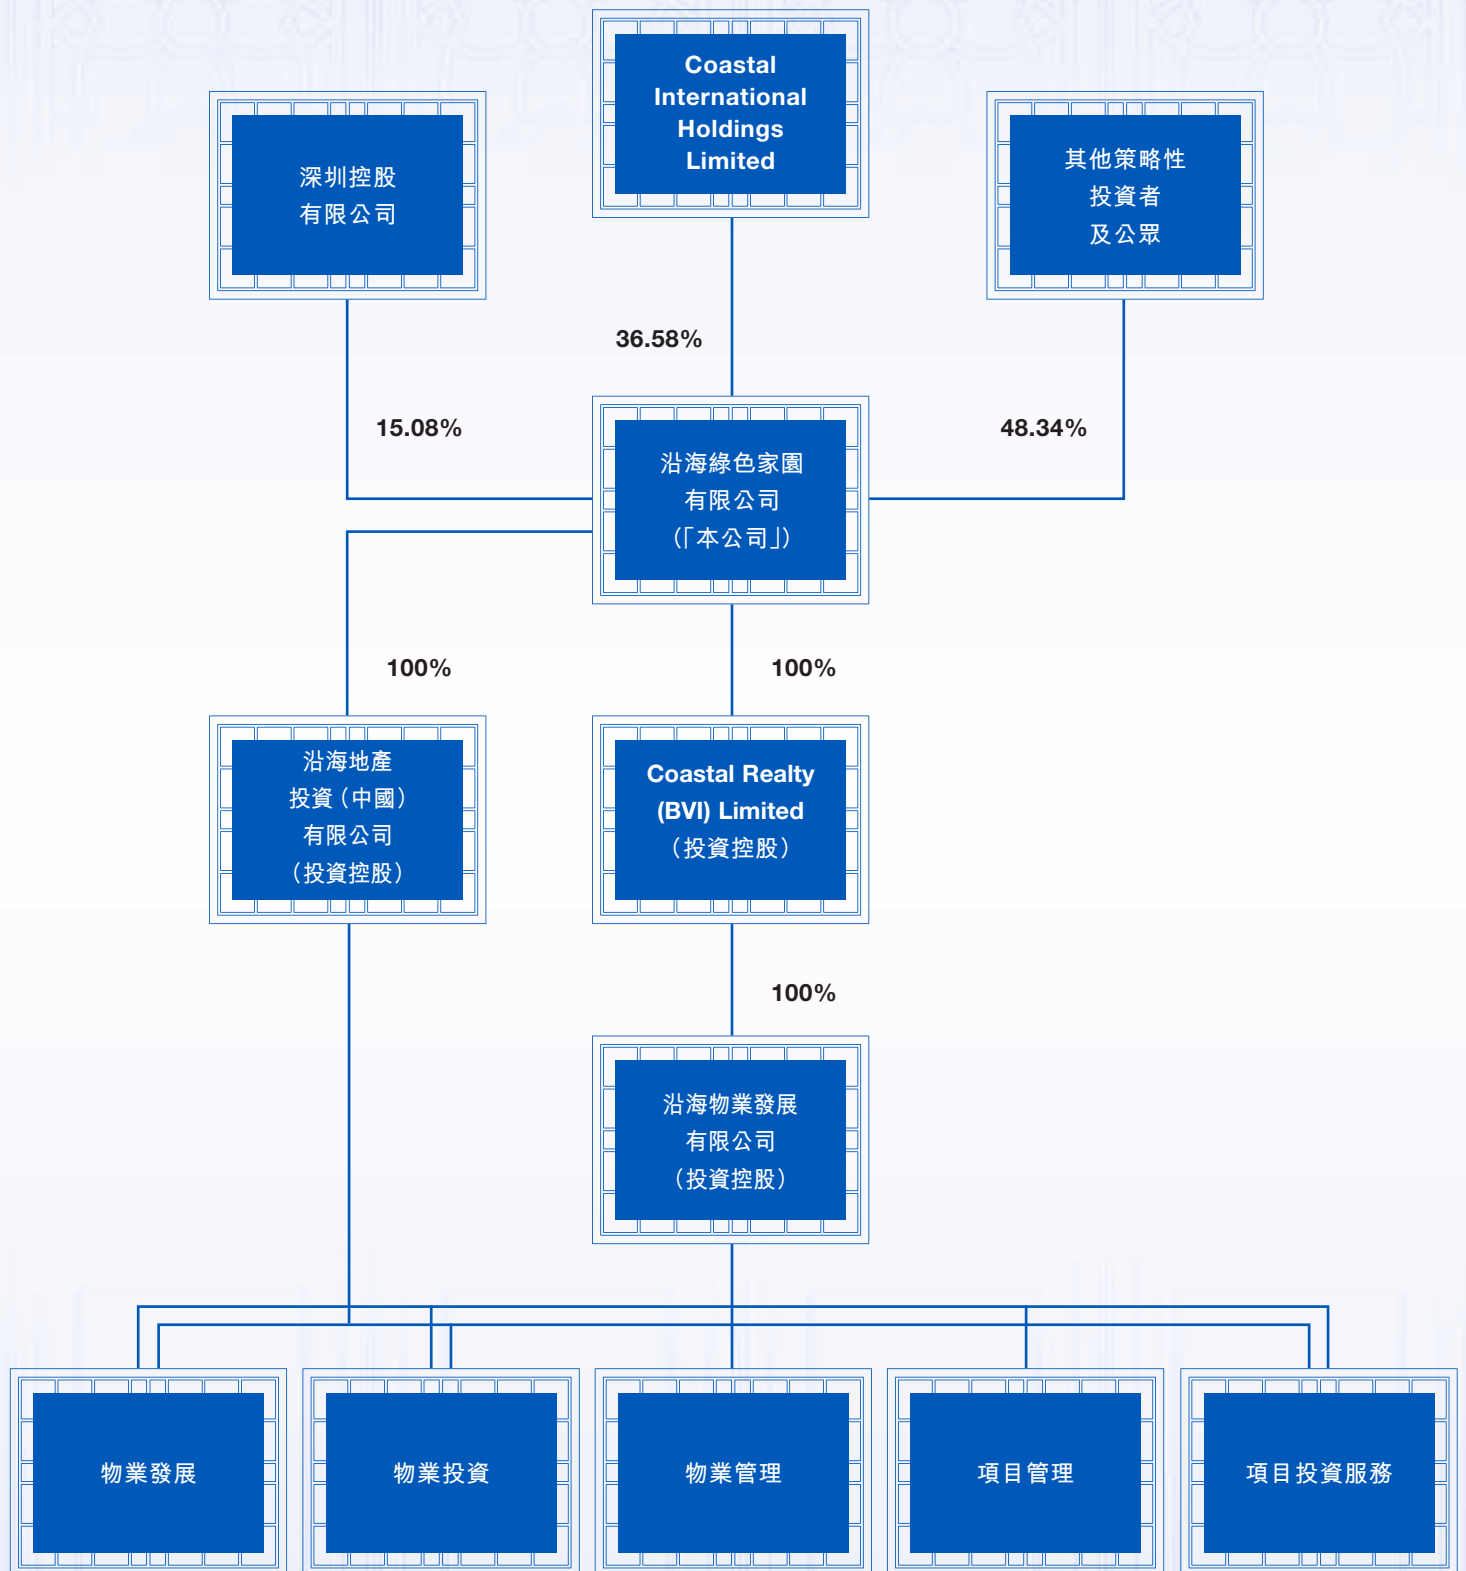 Coastal
International
Holdings
Limited
深圳控股
有限公司
其他策略性
投資者
及公眾
36.58%
15.08%
48.34%
沿海綠色家園
有限公司
（「本公司」）
100%
100%
沿海地產
投資（中國）
有限公司
（投資控股）
Coastal Realty
(BVI) Limited
（投資控股）
100%
沿海物業發展
有限公司
（投資控股）
物業發展
物業投資
物業管理
項目管理
項目投資服務